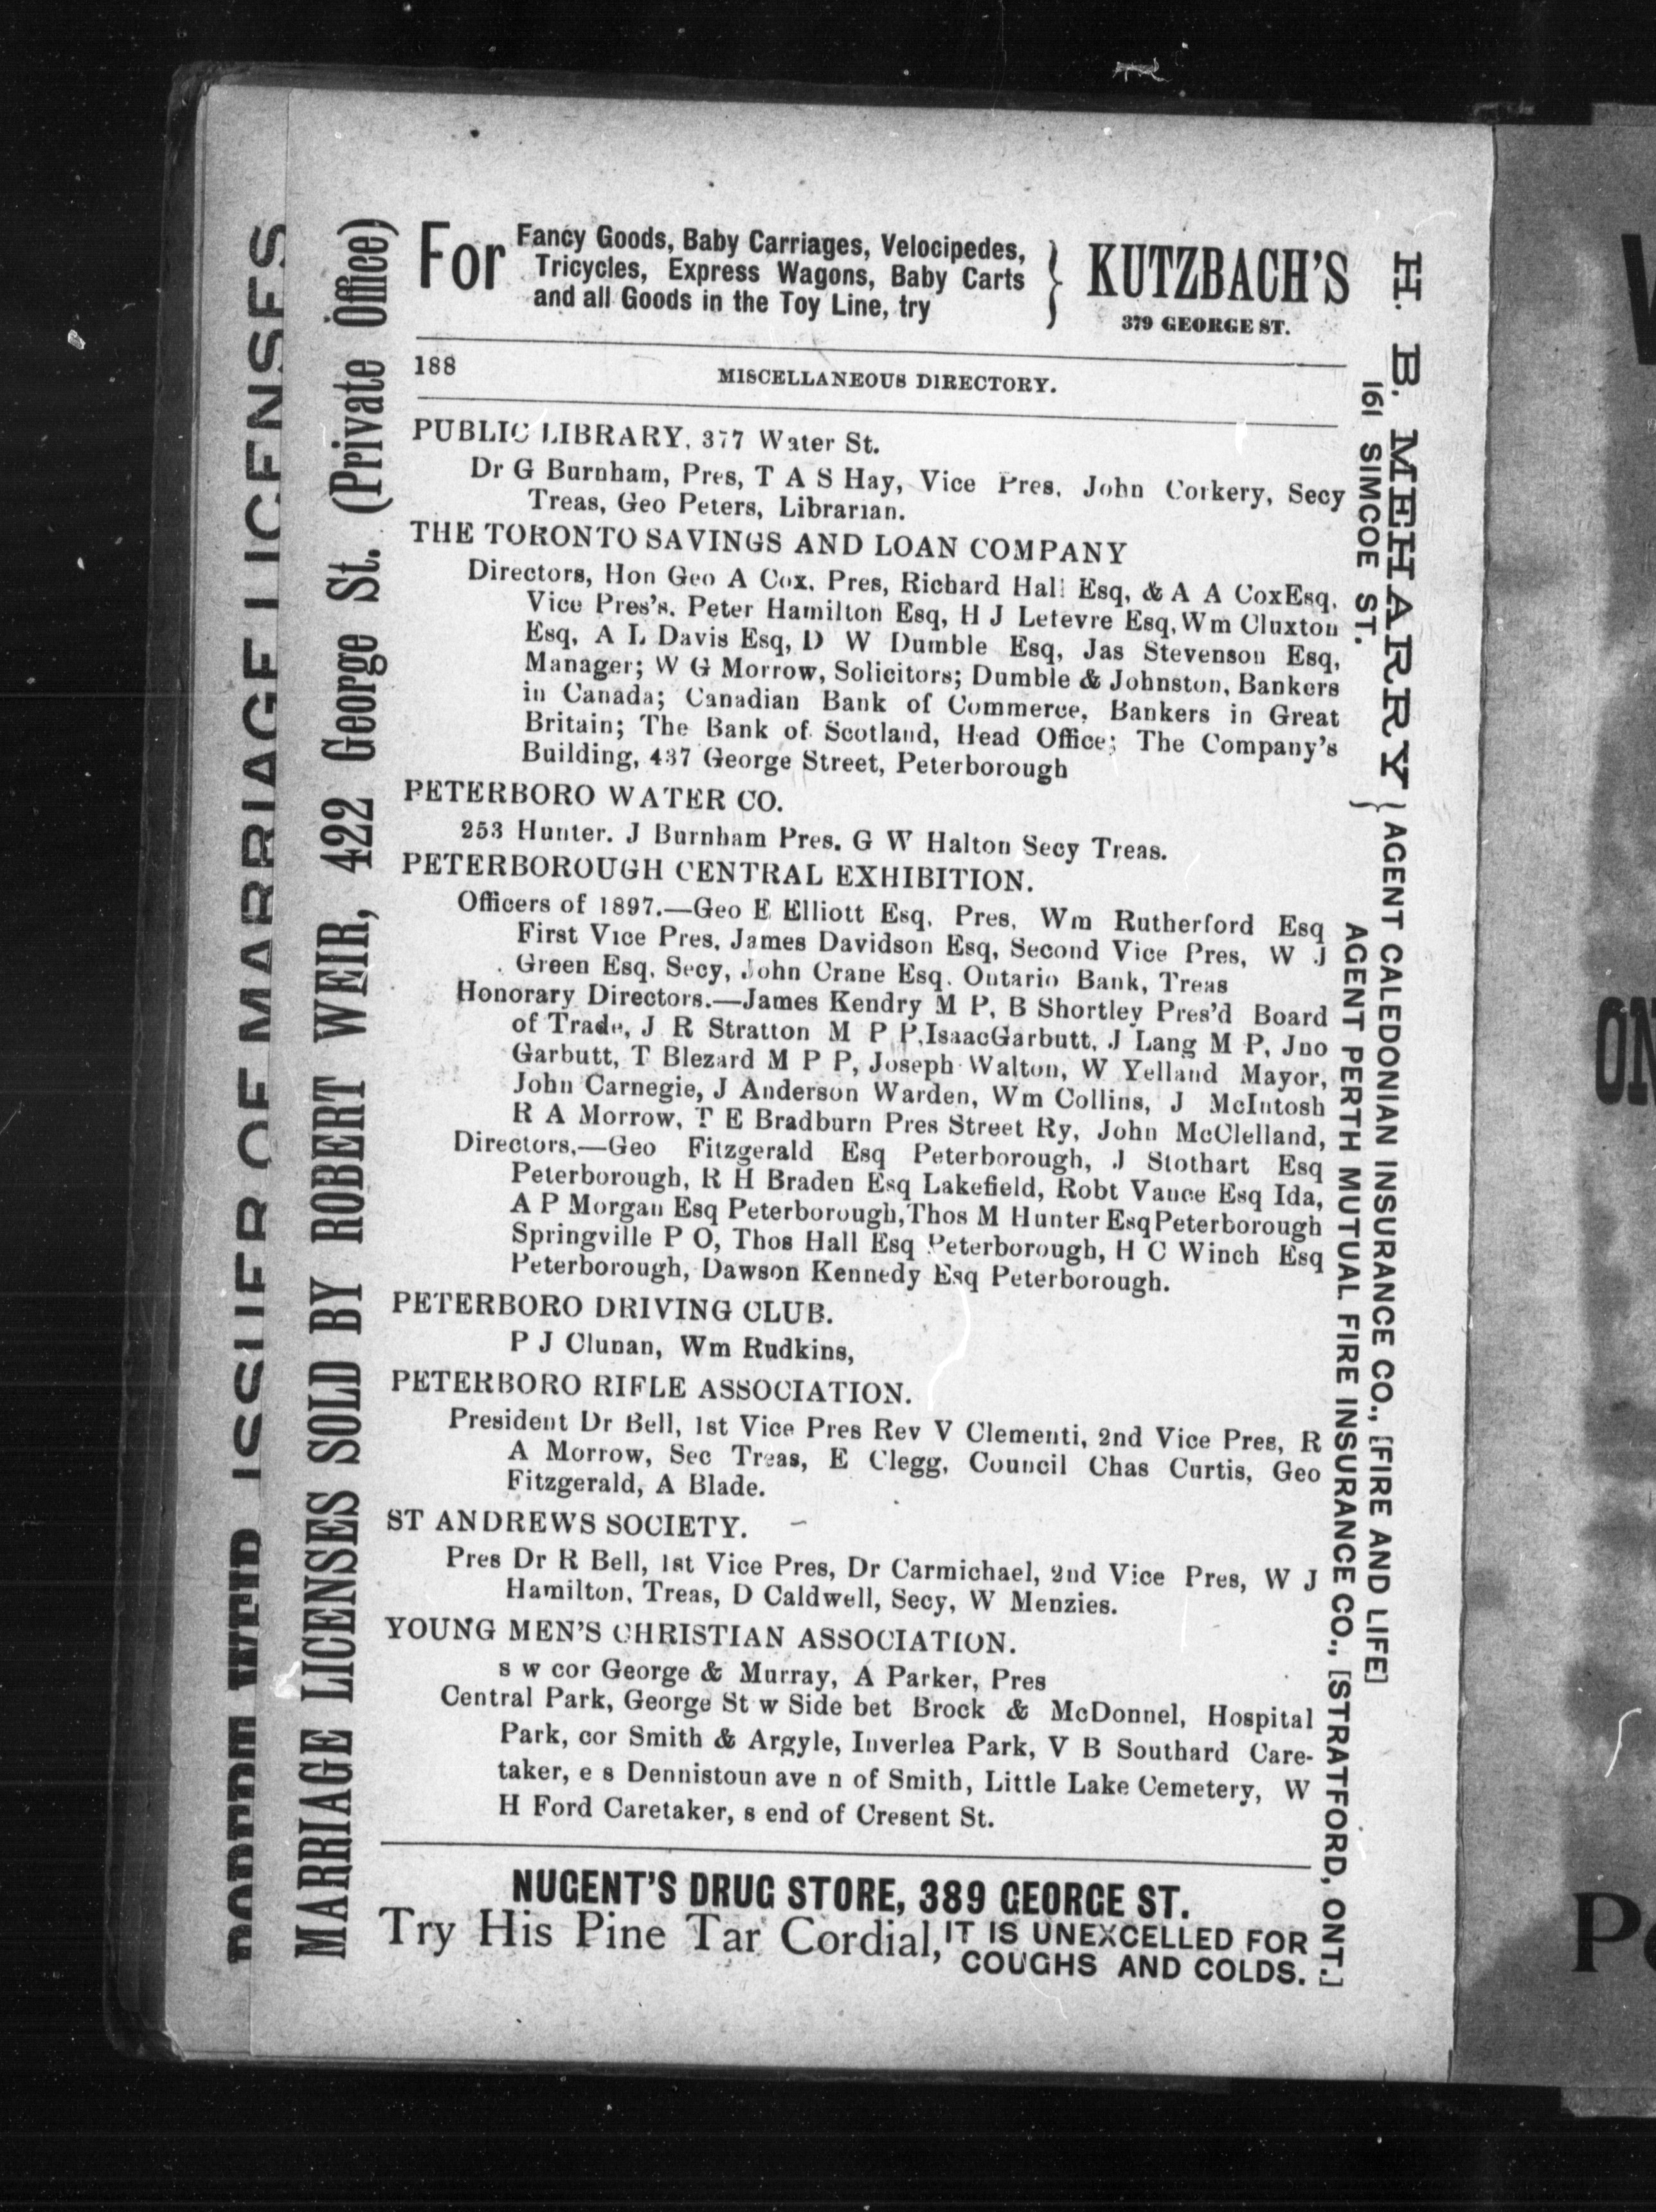 For Fancy Goods, Baby Carriages, Velocipedes,
Tricycles, Express Wagons, Baby Carts
and all Goods in the Toy Line, try
KUTZBACH'S
379 GEORGE ST.
188
MISCELLANEOUS DIRECTORY.
PUBLIC LIBRARY, 377 Water St.
Dr G Burnham, Pres, T A S Hay, Vice Pres, John Corkery, Secy
Treas, Geo Peters, Librarian.
THE TORONTO SAVINGS AND LOAN COMPANY
Directors, Hon Geo A Cox, Pres, Richard Hall Esq, & A A CoxEsq.
Vice Pres's. Peter Hamilton Esq, H J Lefevre Esq, Wm Cluxton
Esq, A L Davis Esq, D W Dumble Esq, Jas Stevenson Esq,
Manager; W G Morrow, Solicitors; Dumble & Johnston, Bankers
in Canada; Canadian Bank of Commerce, Bankers in Great
Britain; The Bank of Scotland, Head Office; The Company's
Building, 437 George Street, Peterborough
PETERBORO WATER CO.
253 Hunter. J Burnham Pres. G W Halton Secy Treas.
PETERBOROUGH CENTRAL EXHIBITION.
Officers of 1897.—Geo E Elliott Esq, Pres, Wm Rutherford Esq
First Vice Pres, James Davidson Esq, Second Vice Pres, W J
Green Esq, Secy, John Crane Esq. Ontario Bank, Treas
Honorary Directors.—James Kendry M P, B Shortley Pres'd Board
of Trade, J R Stratton M P P, IsaacGarbutt, J Lang M P, Jno
Garbutt, T Blezard M P P, Joseph Walton, W Yelland Mayor,
John Carnegie, J Anderson Warden, Wm Collins, J McIntosh
R A Morrow, T E Bradburn Pres Street Ry, John McClelland,
Directors,—Geo Fitzgerald Esq Peterborough, J Stothart Esq
Peterborough, R H Braden Esq Lakefield, Robt Vance Esq Ida,
A P Morgan Esq Peterborough, Thos M Hunter Esq Peterborough
Springville P O, Thos Hall Esq Peterborough, H C Winch Esq
Peterborough, Dawson Kennedy Esq Peterborough.
PETERBORO DRIVING CLUB.
P J Clunan, Wm Rudkins,
PETERBORO RIFLE ASSOCIATION.
President Dr Bell, 1st Vice Pres Rev V Clementi, 2nd Vice Pres, R
A Morrow, Sec Treas, E Clegg, Council Chas Curtis, Geo
Fitzgerald, A Blade.
ST ANDREWS SOCIETY.
Pres Dr R Bell, 1st Vice Pres, Dr Carmichael, 2nd Vice Pres, W J
Hamilton, Treas, D Caldwell, Secy, W Menzies.
YOUNG MEN'S CHRISTIAN ASSOCIATION.
s w cor George & Murray, A Parker, Pres
Central Park, George St w Side bet Brock & McDonnel, Hospital
Park, cor Smith & Argyle, Inverlea Park, V B Southard Care-
taker, e s Dennistoun ave n of Smith, Little Lake Cemetery, W
H Ford Caretaker, s end of Cresent St.
NUGENT'S DRUG STORE, 389 GEORGE ST.
Try His Pine Tar Cordial, IT IS UNEXCELLED FOR
COUGHS AND COLDS.
ROBERT WEIR ISSUER OF MARRIAGE LICENSES
MARRIAGE LICENSES SOLD BY ROBERT WEIR, 422 George St. (Private Office)
H. B. MEHARRY
161 SIMCOE ST.
AGENT CALEDONIAN INSURANCE CO., [FIRE AND LIFE]
AGENT PERTH MUTUAL FIRE INSURANCE CO., [STRATFORD, ONT.]